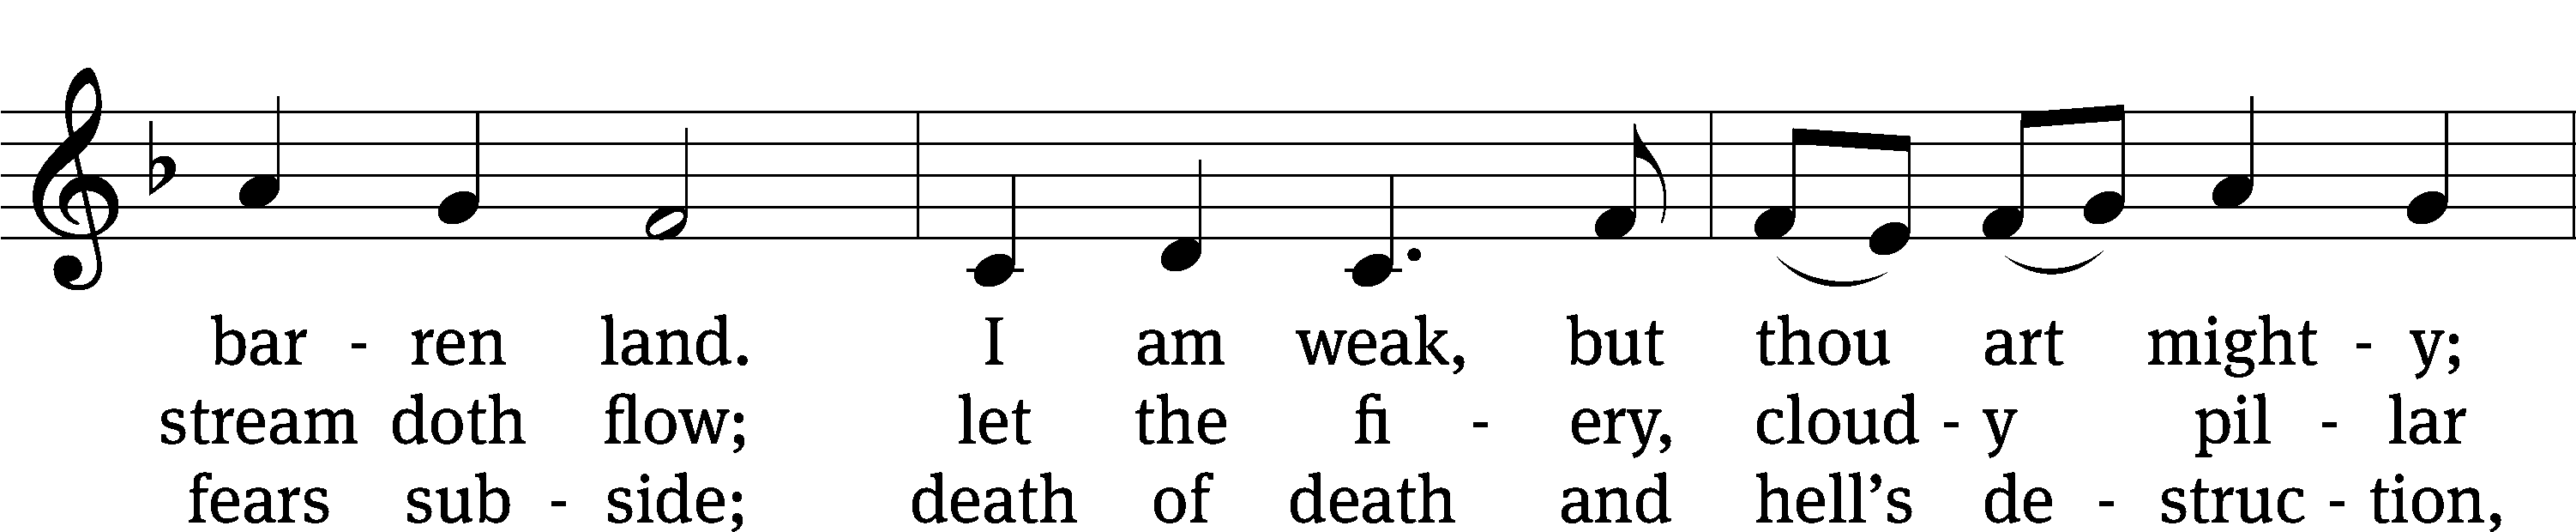 bar - ren land. I am weak, but thou art might - y;
stream doth flow; let the fi - ery, cloud - y pil - lar
fears sub - side; death of death and hell’s de - struc - tion,